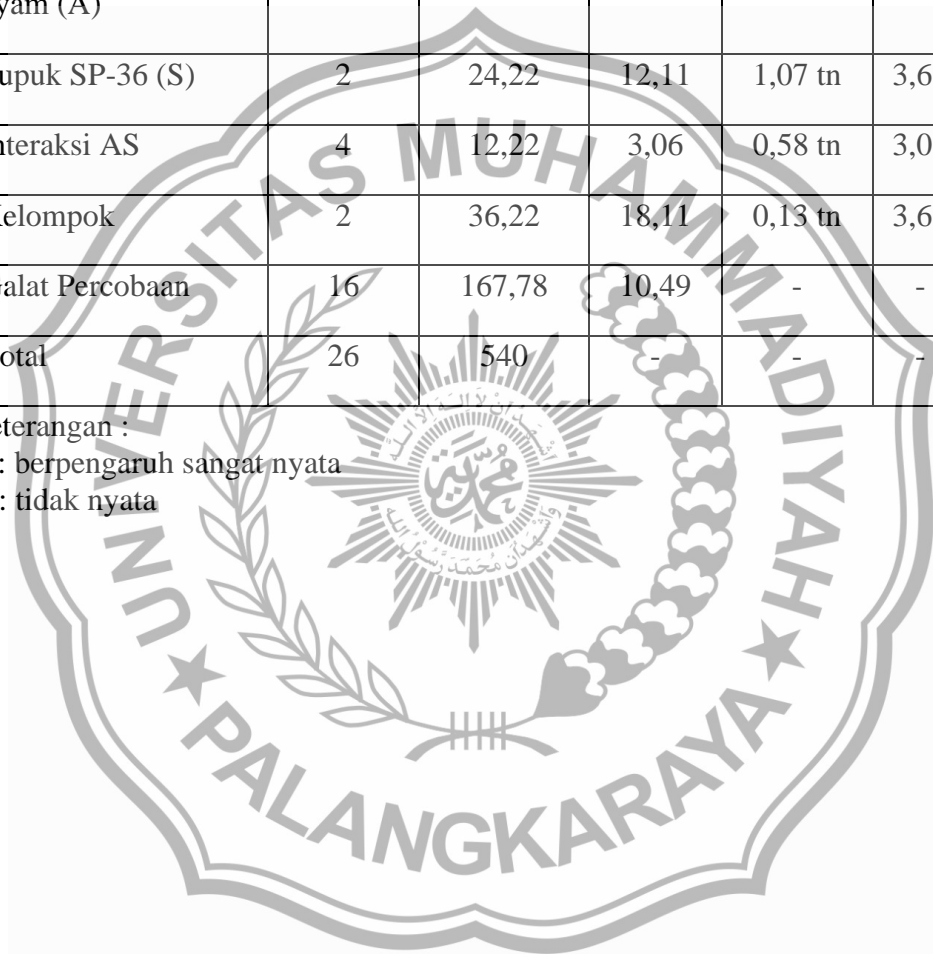 yam (A)
upuk SP-36 (S) 2 24,22 12,11 1,07 tn 3,6
nteraksi AS 4 12,22 3,06 0,58 tn 3,0
elompok 2 36,22 18,11 0,13 tn 3,6
alat Percobaan 16 167,78 10,49 - - -
otal 26 540 - - -
eterangan :
: berpengaruh sangat nyata
: tidak nyata
UNIVERSITAS MUHAMMADIYAH
PALANGKARAYA